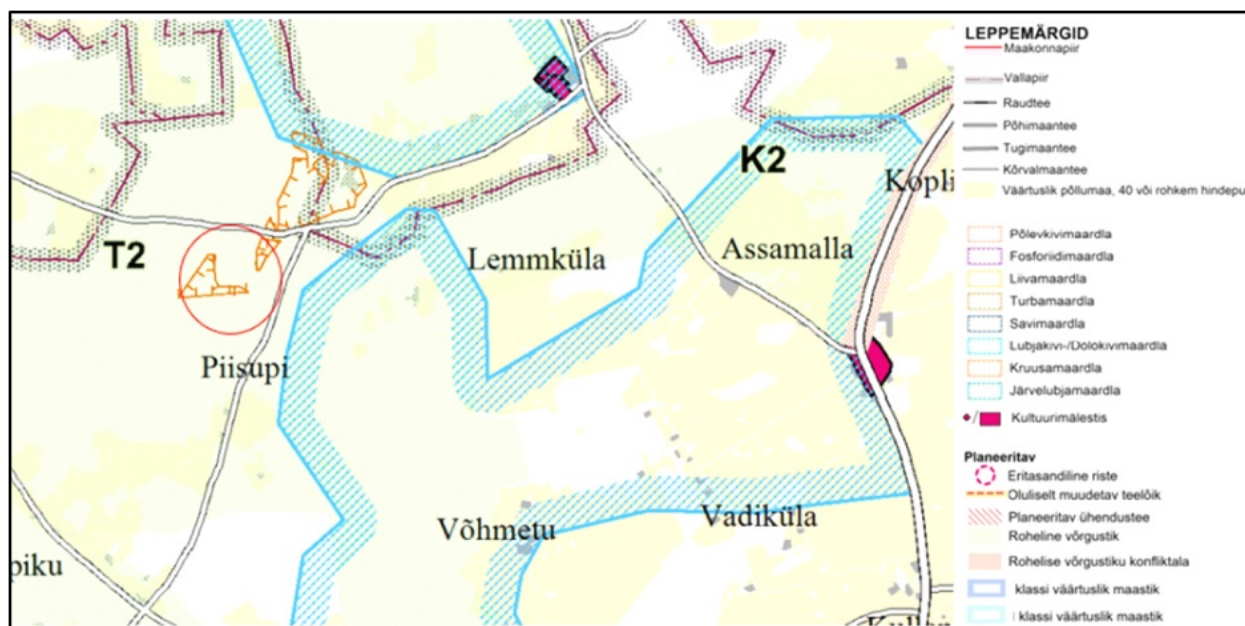 T2
K2
Kopli
Lemmküla
Assamalla
Piisupi
Võhmetu
Vadiküla
piku
LEPPEMÄRGID
Maakonnapiir
Vallapiir
Raudtee
Põhimaantee
Tugimaantee
Kõrvalmaantee
Väärtuslik põllumaa, 40 või rohkem hindepu
Põlevkivimaardla
Fosforiidimaardla
Liivamaardla
Turbamaardla
Savimaardla
Lubjakivi-/Dolokivimaardla
Kruusamaardla
Järvelubjamaardla
/ Kultuurimälestis
Planeeritav
Eritasandiline riste
Oluliselt muudetav teelõik
Planeeritav ühendustee
Roheline võrgustik
Rohelise võrgustiku konfliktala
klassi väärtuslik maastik
I klassi väärtuslik maastik